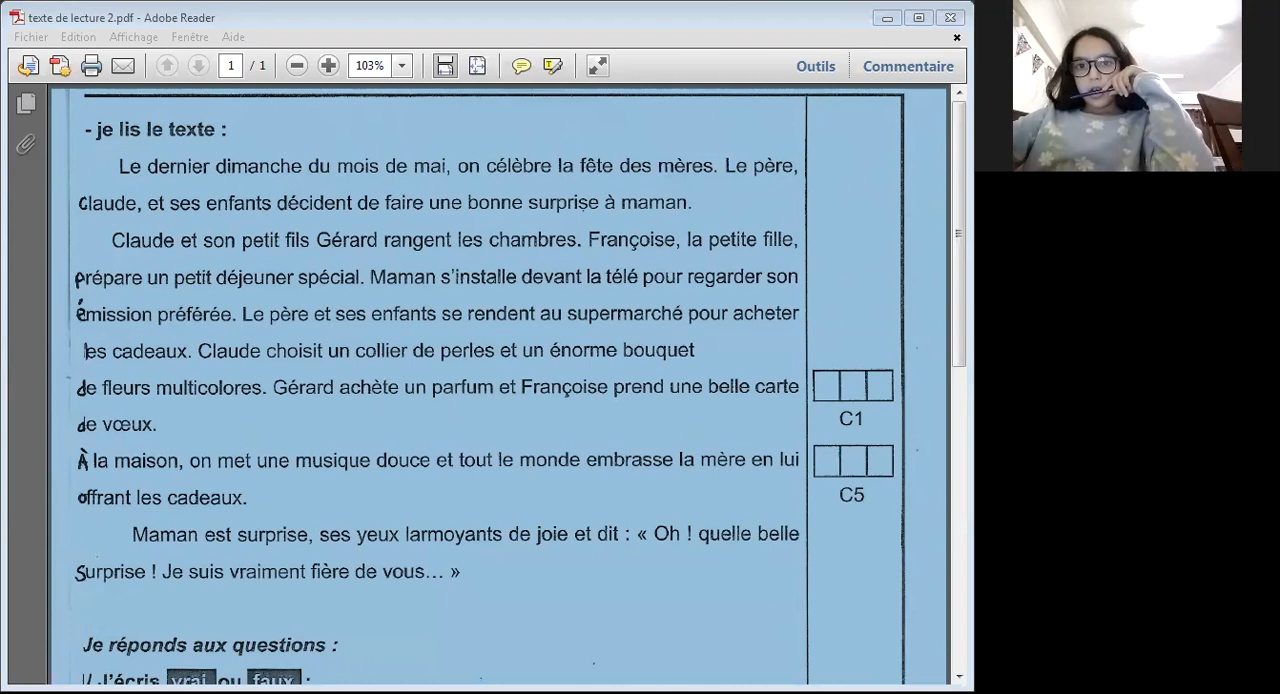 texte de lecture 2.pdf - Adobe Reader
Fichier Edition Affichage Fenêtre Aide
1 / 1 103% Outils Commentaire
- je lis le texte :
Le dernier dimanche du mois de mai, on célèbre la fête des mères. Le père,
Claude, et ses enfants décident de faire une bonne surprise à maman.
Claude et son petit fils Gérard rangent les chambres. Françoise, la petite fille,
prépare un petit déjeuner spécial. Maman s'installe devant la télé pour regarder son
émission préférée. Le père et ses enfants se rendent au supermarché pour acheter
les cadeaux. Claude choisit un collier de perles et un énorme bouquet
de fleurs multicolores. Gérard achète un parfum et Françoise prend une belle carte
de vœux.
C1
À la maison, on met une musique douce et tout le monde embrasse la mère en lui
offrant les cadeaux.
C5
Maman est surprise, ses yeux larmoyants de joie et dit : « Oh ! quelle belle
Surprise ! Je suis vraiment fière de vous... »
Je réponds aux questions :
I/ J'écris vrai ou faux :